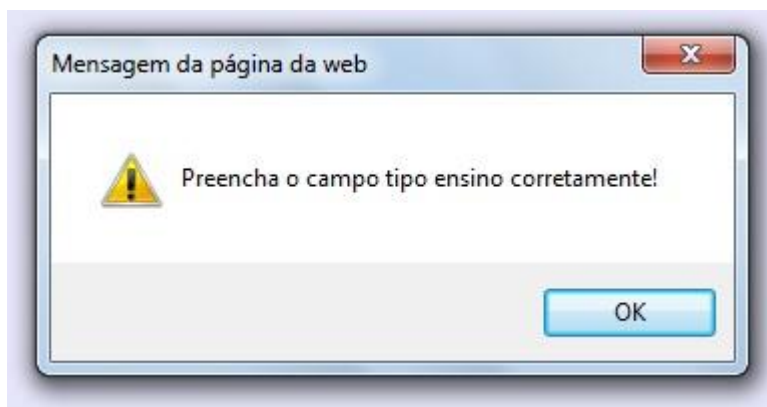 Mensagem da página da web
Preencha o campo tipo ensino corretamente!
OK